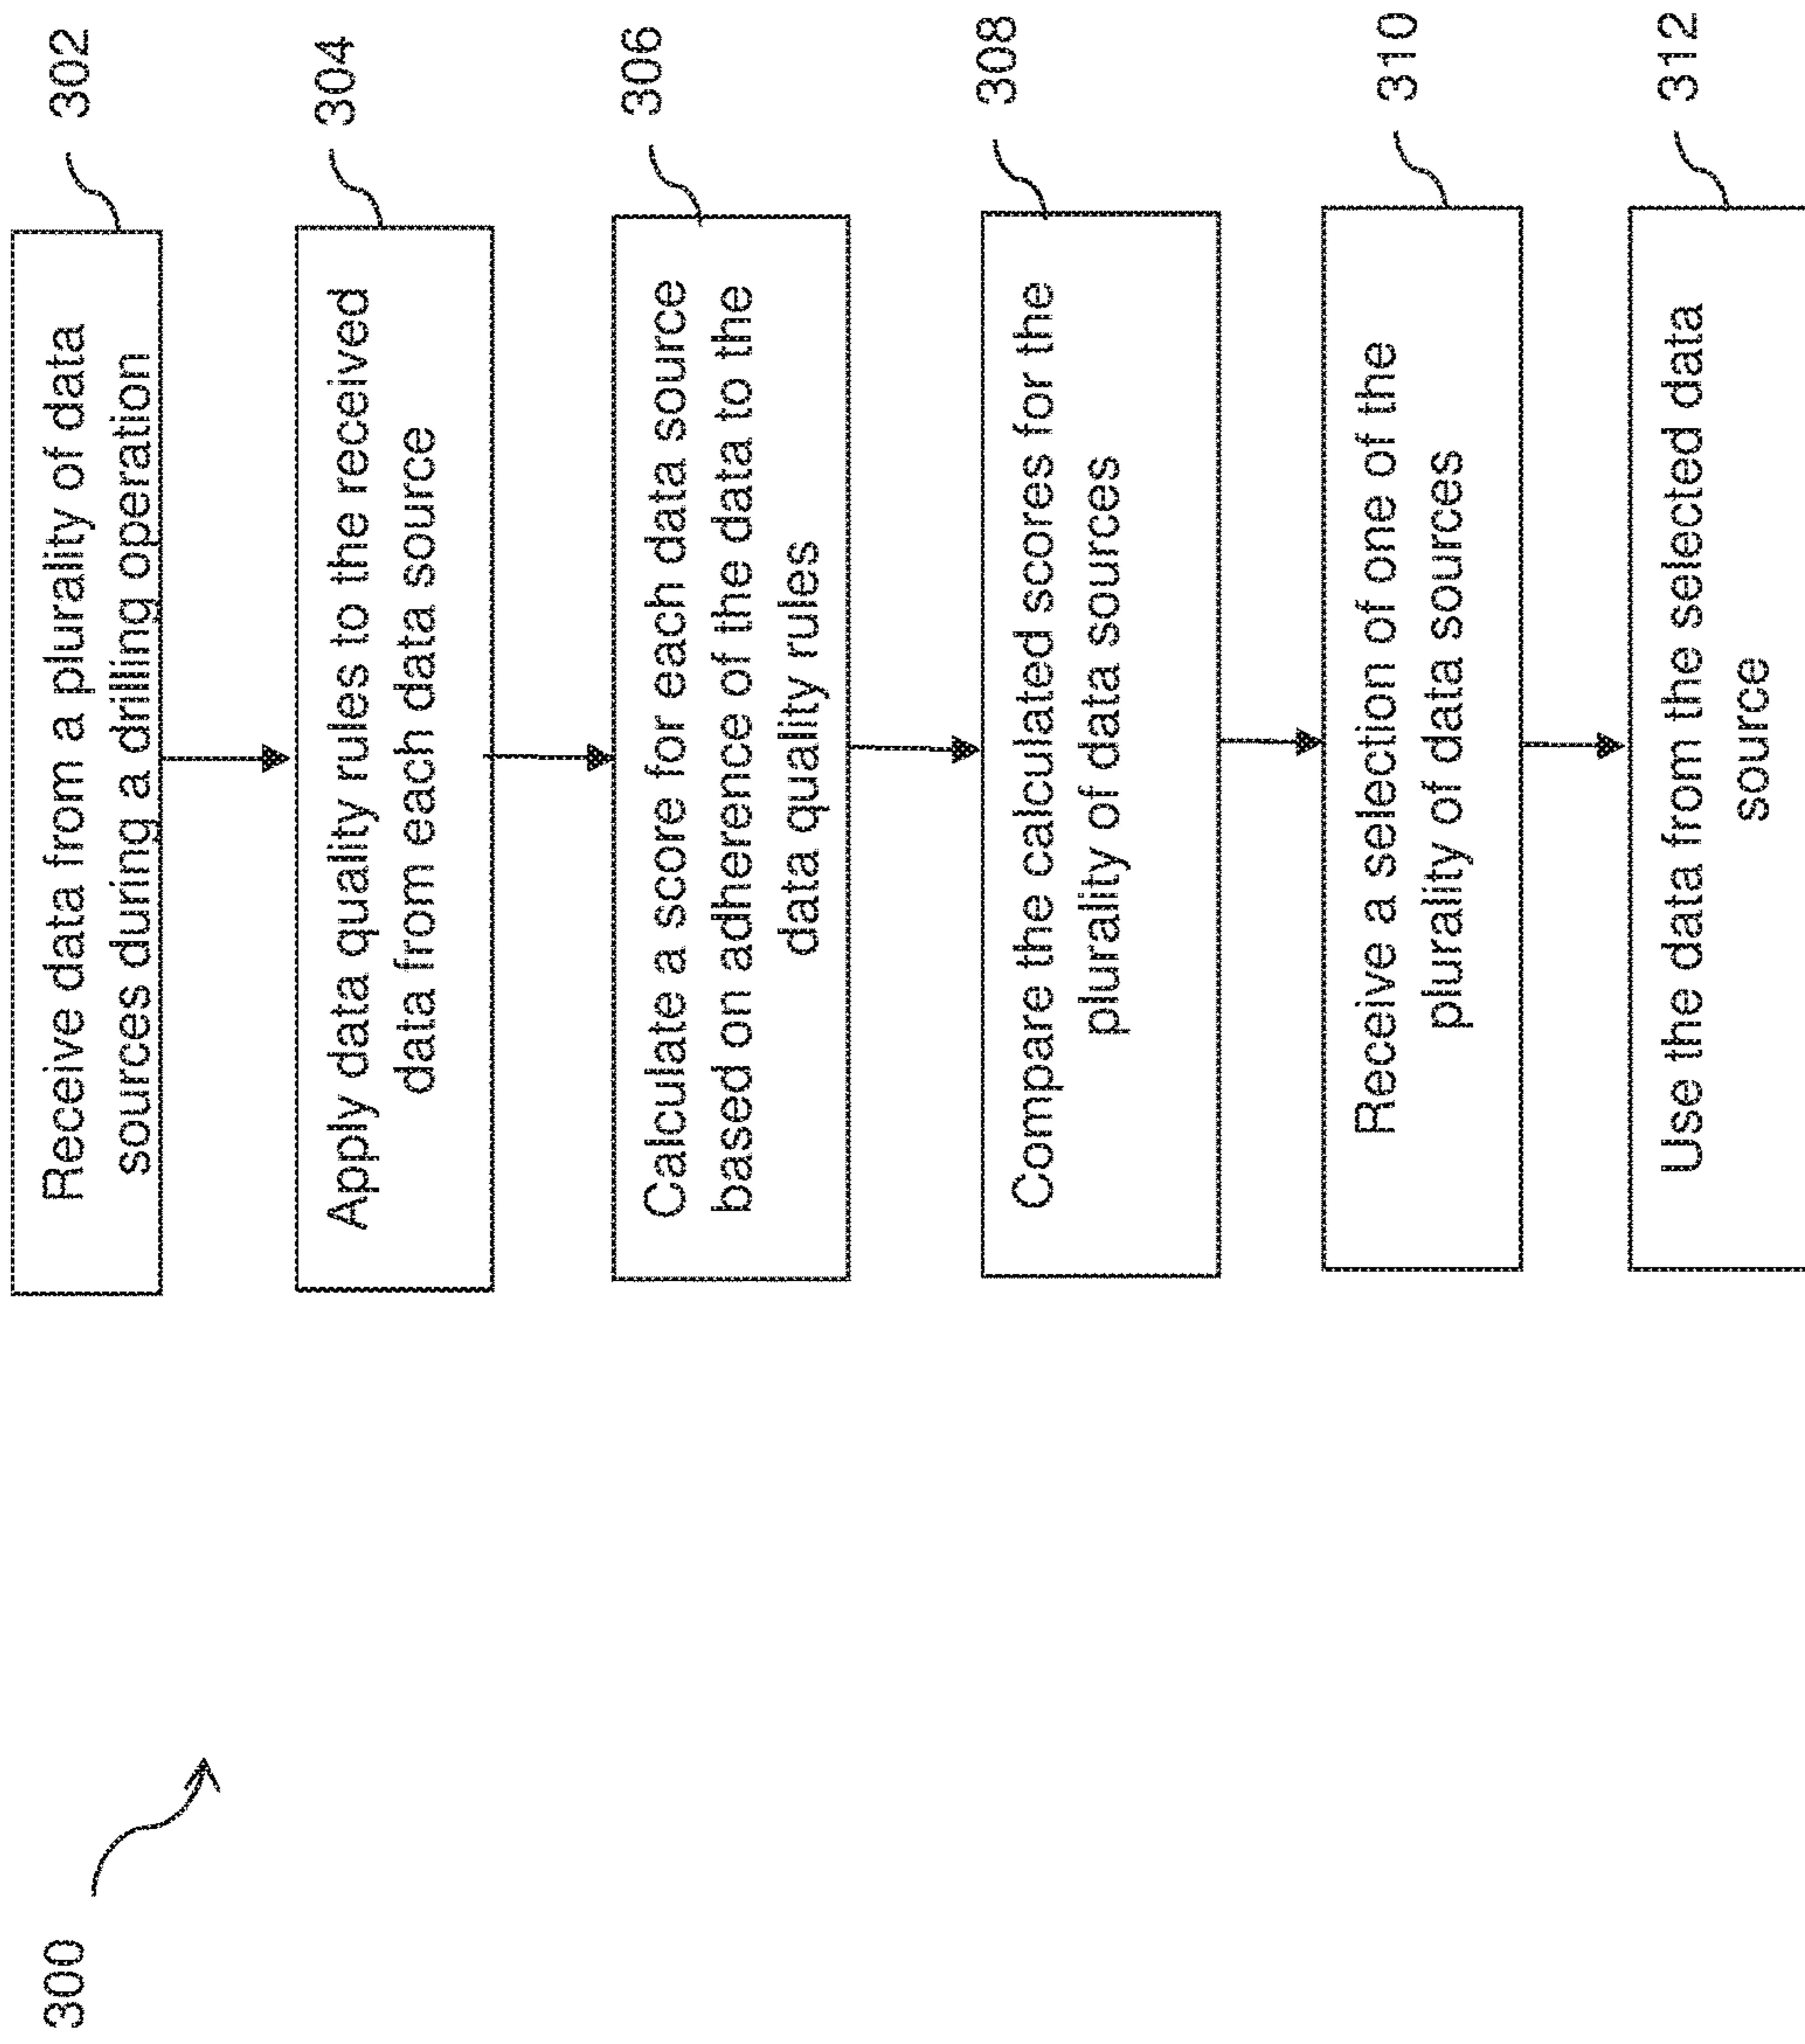 300
Receive data from a plurality of data
sources during a drilling operation
302
Apply data quality rules to the received
data from each data source
304
Calculate a score for each data source
based on adherence of the data to the
data quality rules
306
Compare the calculated scores for the
plurality of data sources
308
Receive a selection of one of the
plurality of data sources
310
Use the data from the selected data
source
312